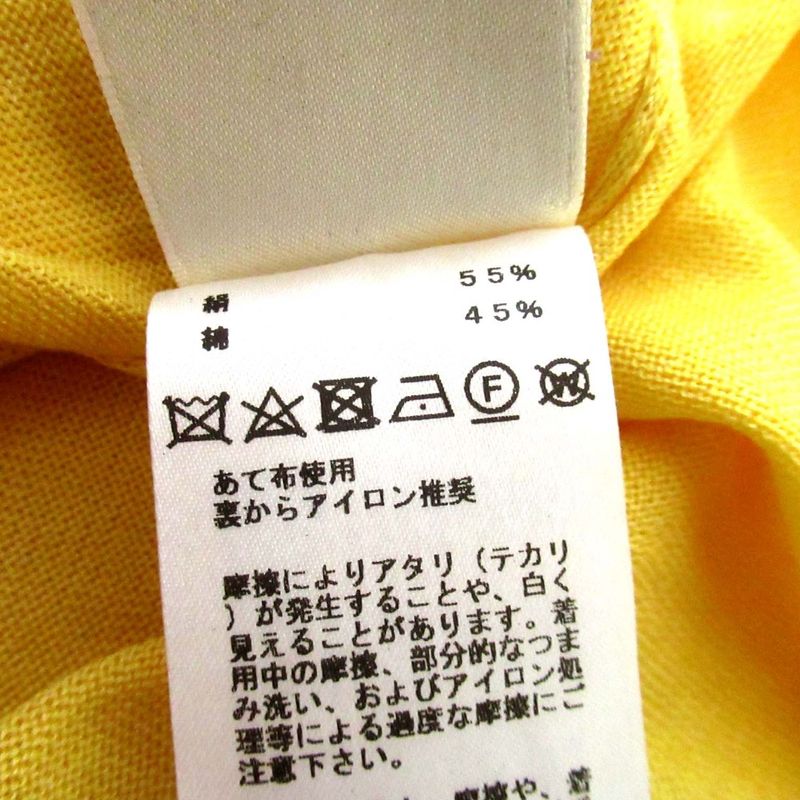 絹 55%
綿 45%
F W
あて布使用
裏からアイロン推奨
摩擦によりアタリ（テカリ
）が発生することや、白く
見えることがあります。着
用中の摩擦、部分的なつま
み洗い、およびアイロン処
理等による過度な摩擦にご
注意下さい。
摩擦や、着